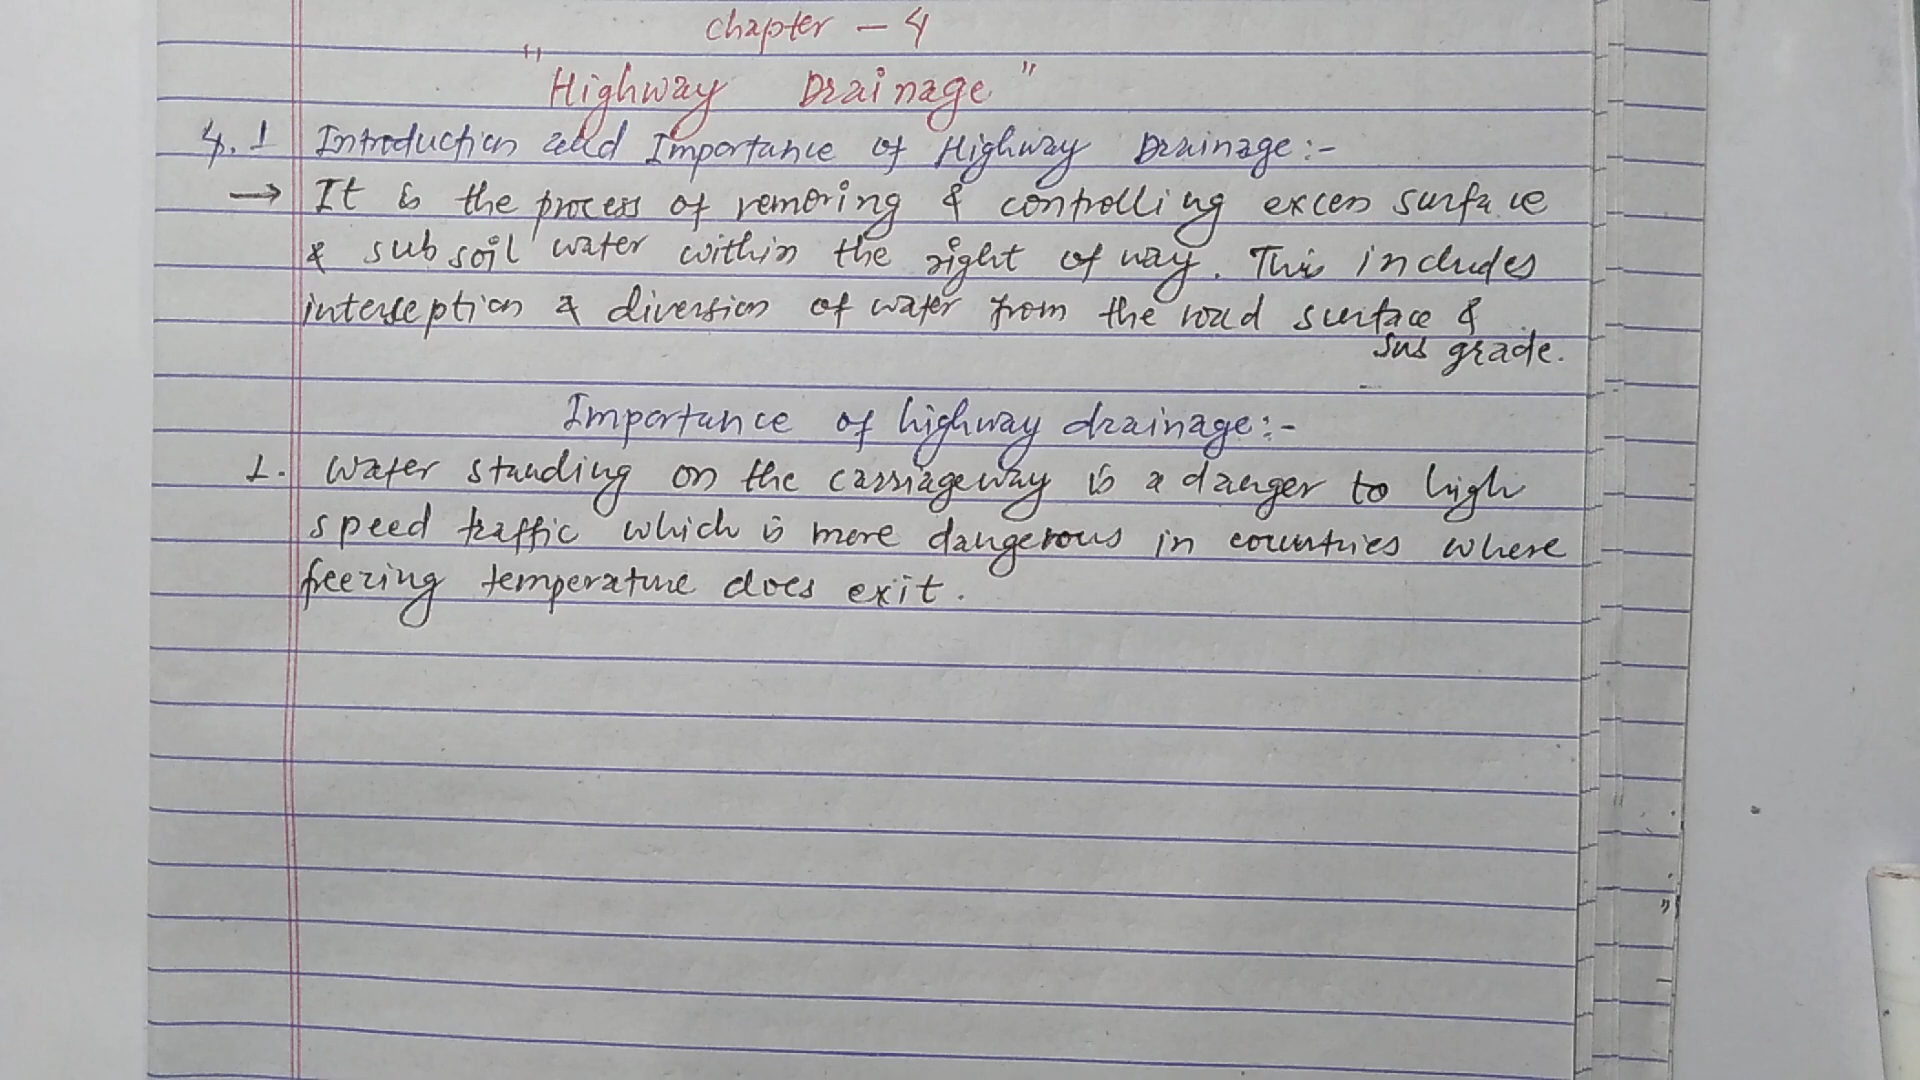 chapter - 4
"Highway Drainage"
4.1 Introduction and Importance of Highway Drainage:-
→ It is the process of removing & controlling excess surface
& sub soil water within the right of way. This includes
interseption & diversion of water from the road surface &
sub grade.
Importance of highway drainage:-
1. Water standing on the carriageway is a danger to high
speed traffic which is more dangerous in countries where
freezing temperature does exit.